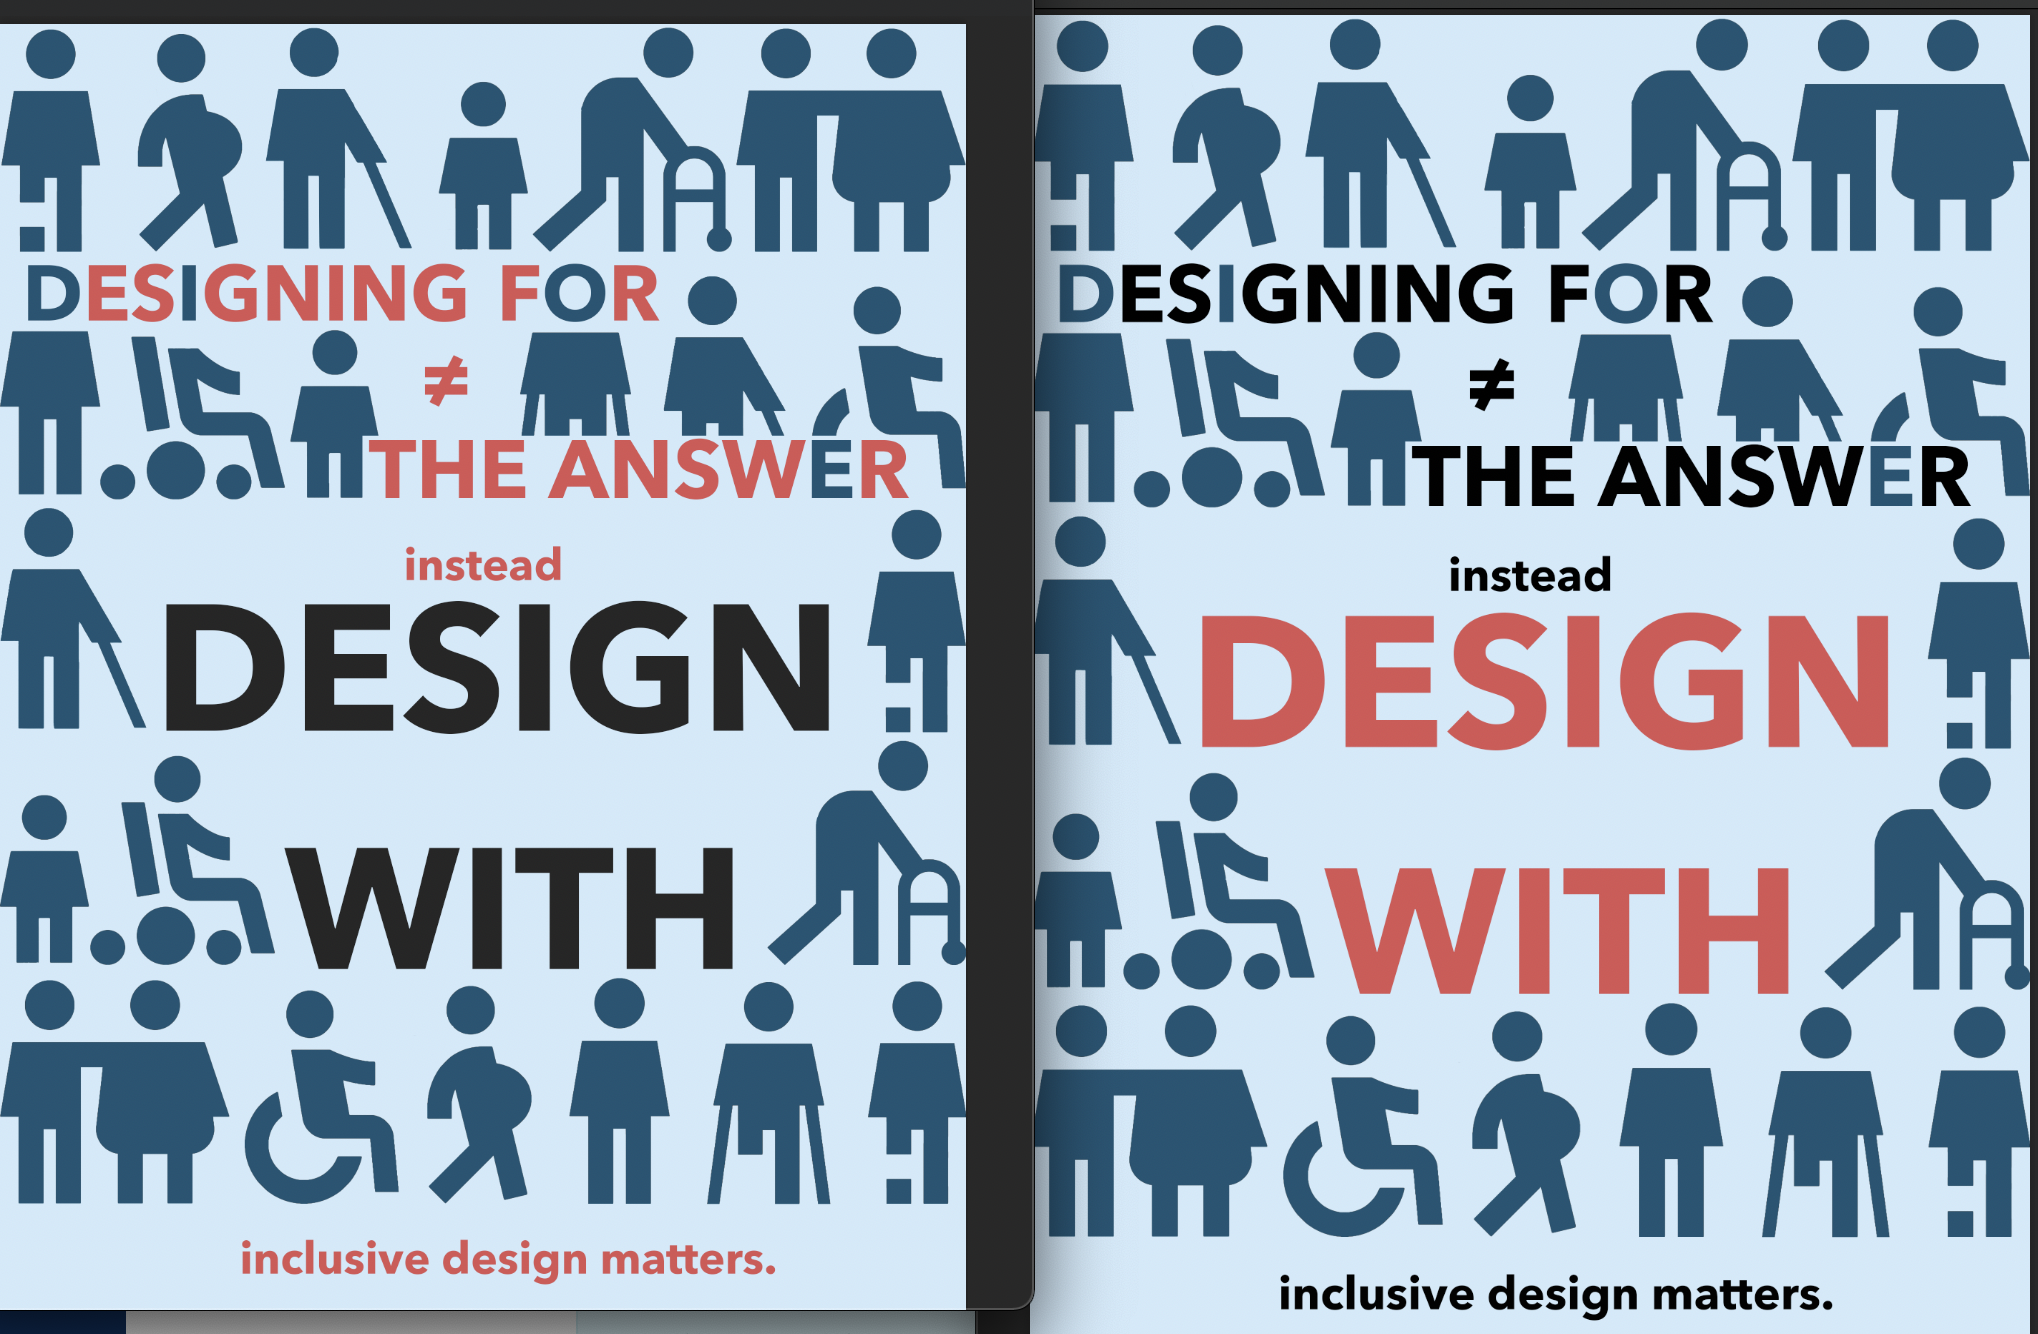 DESIGNING FOR
≠
THE ANSWER
instead
DESIGN
WITH
inclusive design matters.
DESIGNING FOR
≠
THE ANSWER
instead
DESIGN
WITH
inclusive design matters.